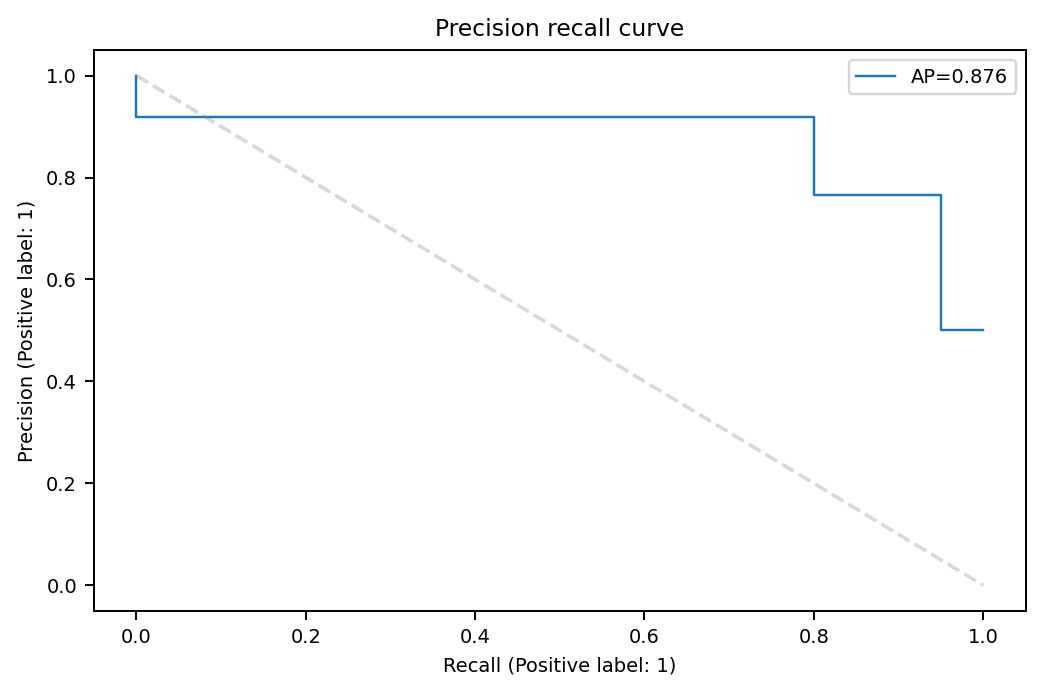 Precision recall curve
AP=0.876
1.0
0.8
0.6
0.4
0.2
0.0
Precision (Positive label: 1)
0.0 0.2 0.4 0.6 0.8 1.0
Recall (Positive label: 1)